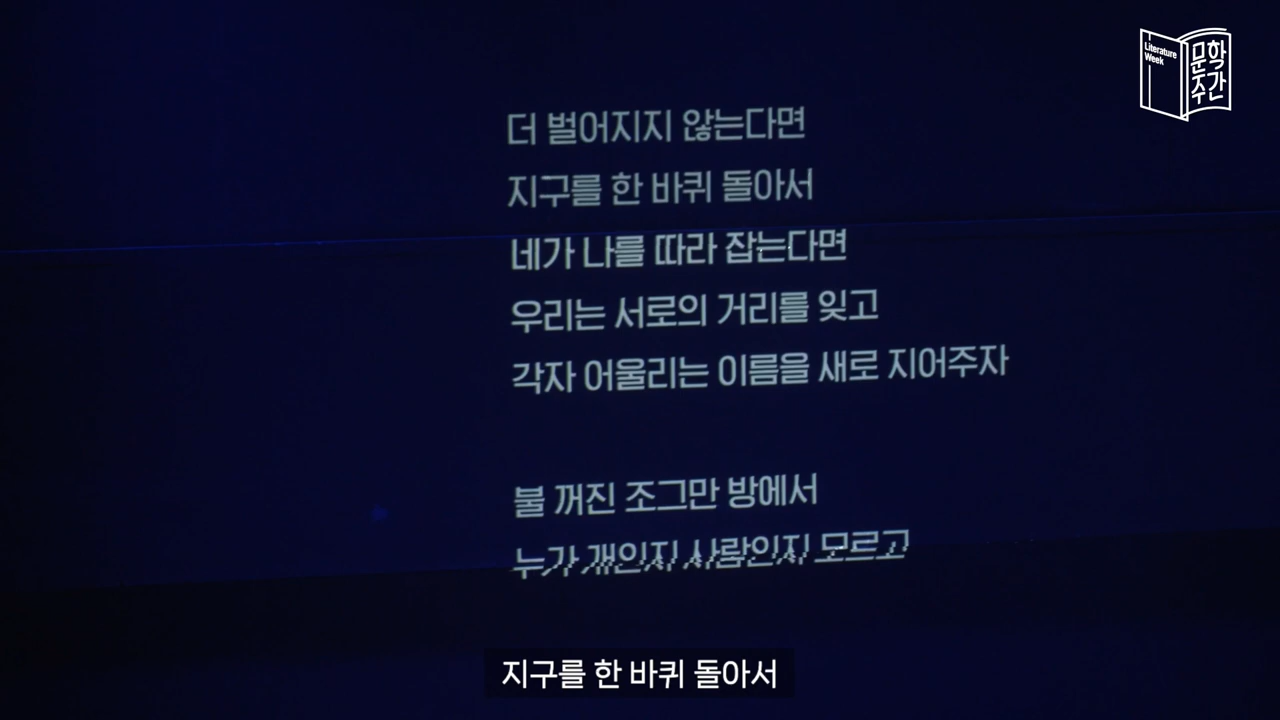 Literature
Week
문학
주간
더 벌어지지 않는다면
지구를 한 바퀴 돌아서
네가 나를 따라 잡는다면
우리는 서로의 거리를 잊고
각자 어울리는 이름을 새로 지어주자
불 꺼진 조그만 방에서
누가 개인지 사람인지 모르고
지구를 한 바퀴 돌아서